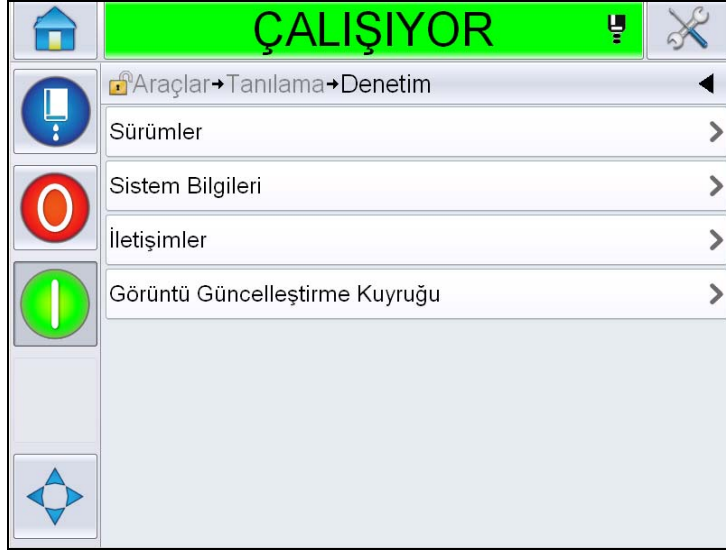 ÇALIŞIYOR
Araçlar→Tanılama→Denetim
Sürümler
Sistem Bilgileri
İletişimler
Görüntü Güncelleştirme Kuyruğu